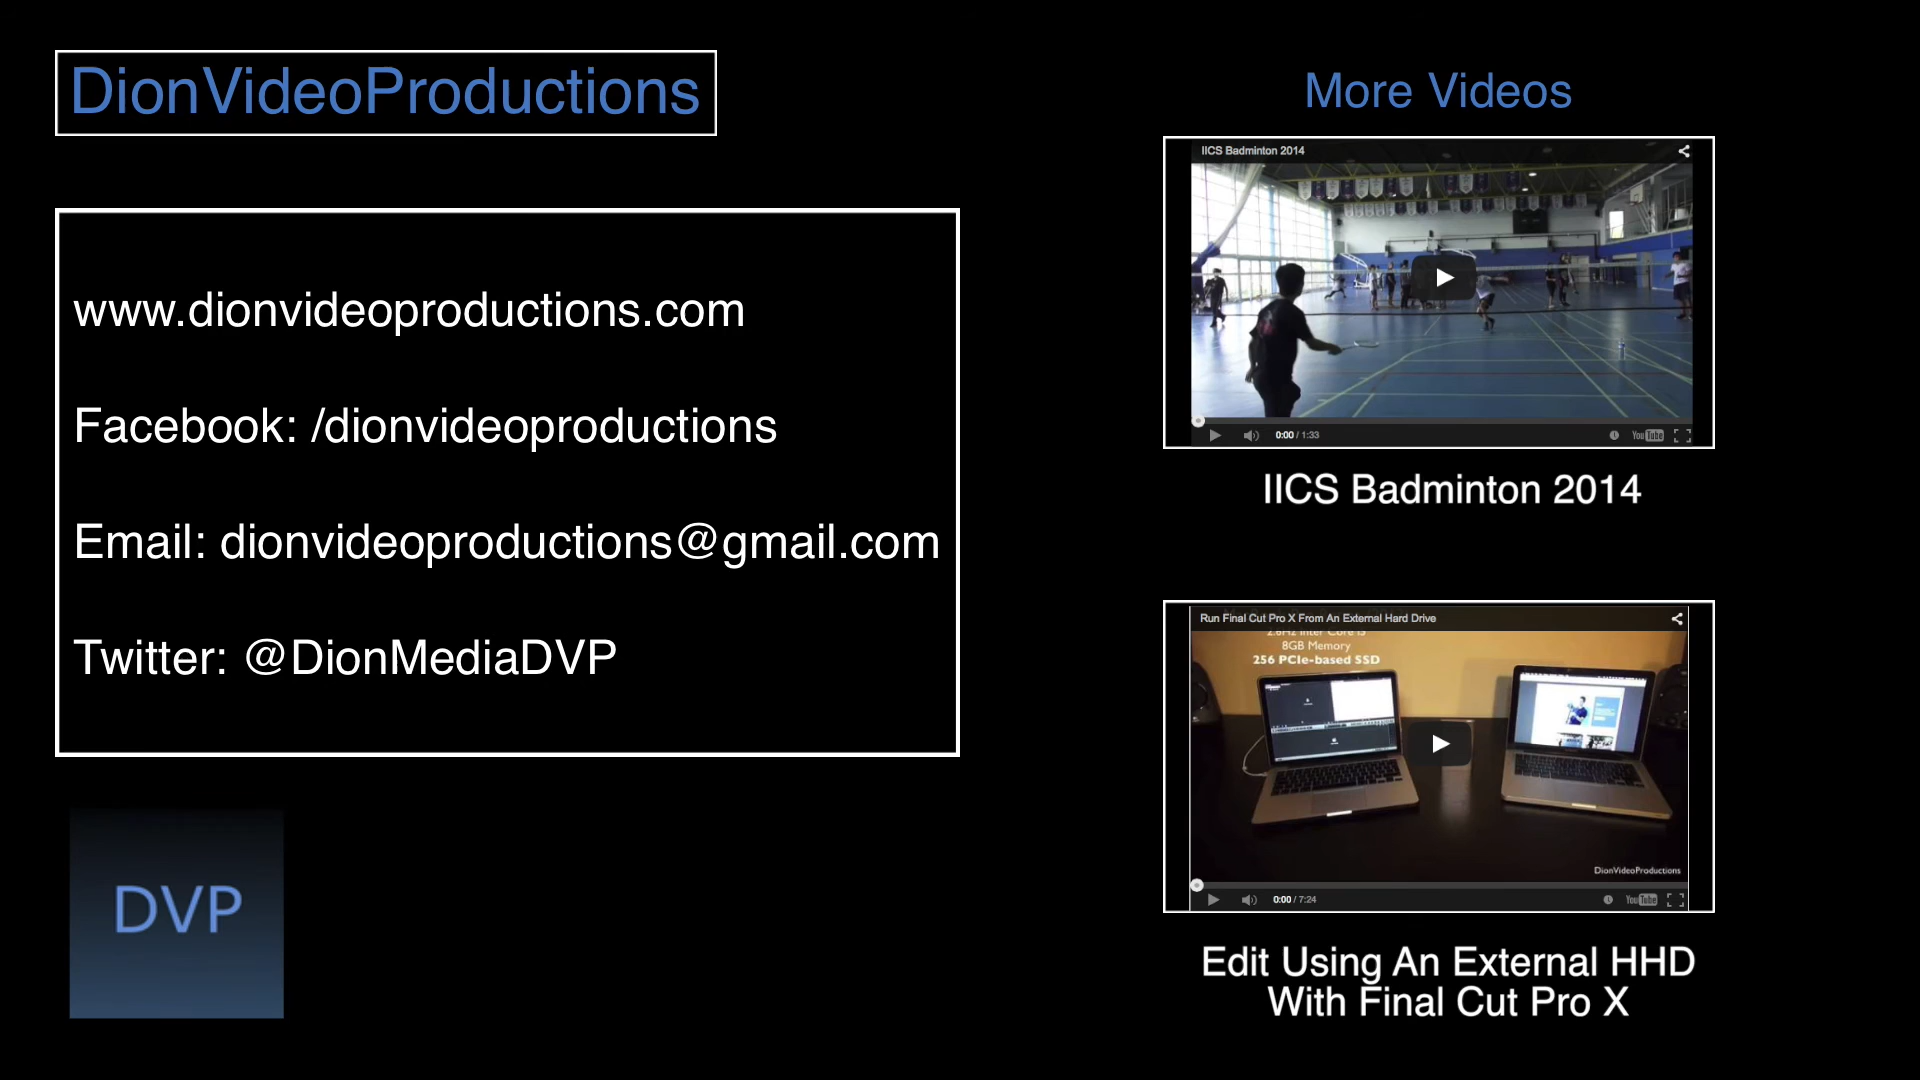 DionVideoProductions
www.dionvideoproductions.com
Facebook: /dionvideoproductions
Email: dionvideoproductions@gmail.com
Twitter: @DionMediaDVP
DVP
More Videos
IICS Badminton 2014
0:00 / 1:33
YouTube
IICS Badminton 2014
Run Final Cut Pro X From An External Hard Drive
8GB Memory
256 PCIe-based SSD
DionVideoProductions
0:00 / 7:24
YouTube
Edit Using An External HHD
With Final Cut Pro X